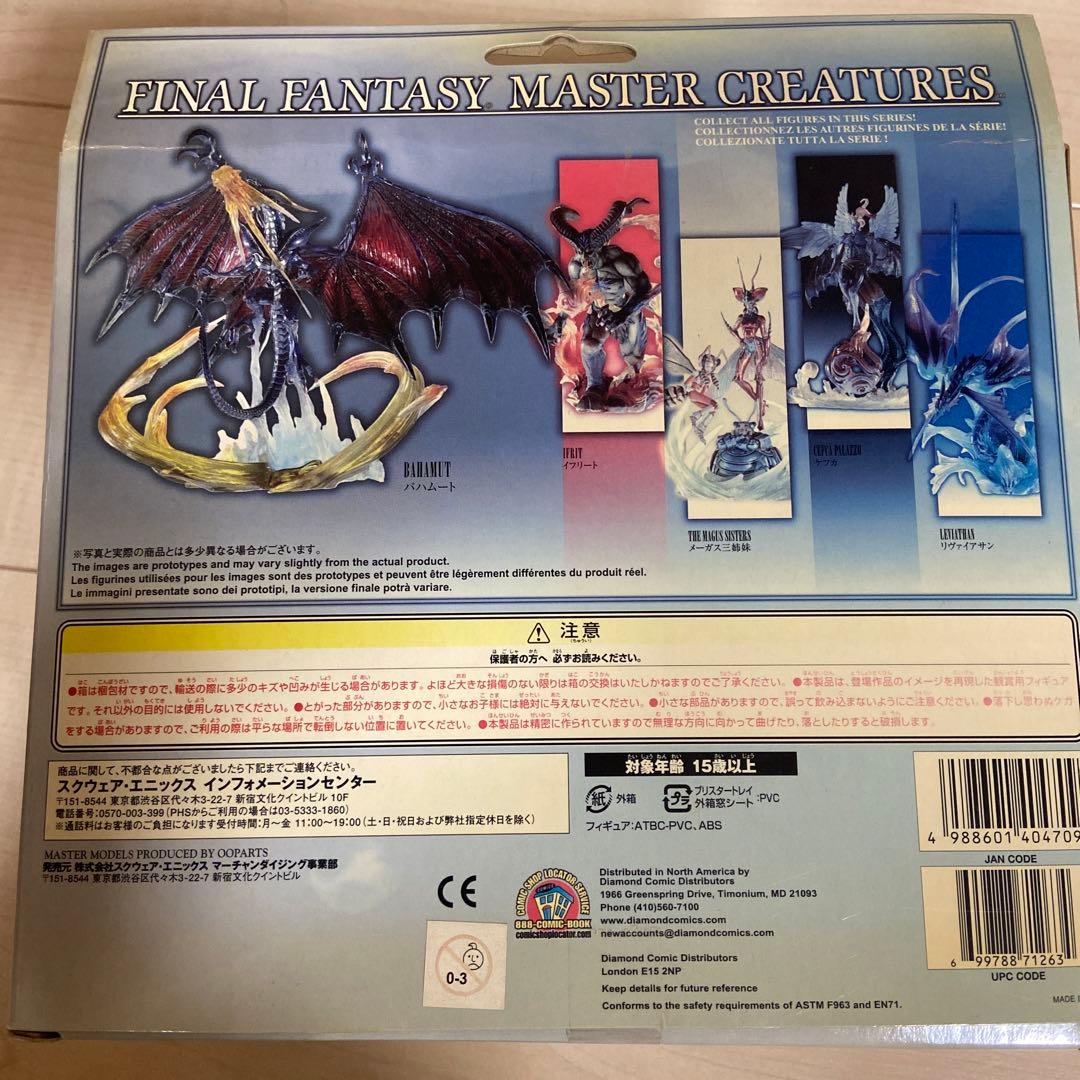 FINAL FANTASY® MASTER CREATURES™
COLLECT ALL FIGURES IN THIS SERIES!
COLLECTIONNEZ LES AUTRES FIGURINES DE LA SÉRIE!
COLLEZIONATE TUTTA LA SERIE !
BAHAMUT
バハムート
IFRIT
イフリート
THE MAGUS SISTERS
メーガス三姉妹
CEFCA PALAZZO
ケフカ
LEVIATHAN
リヴァイアサン
※写真と実際の商品とは多少異なる場合がございます。
The images are prototypes and may vary slightly from the actual product.
Les figurines utilisées pour les images sont des prototypes et peuvent être légèrement différentes du produit réel.
Le immagini presentate sono dei prototipi, la versione finale potrà variare.
注意
保護者の方へ 必ずお読みください。
●箱は梱包材ですので、輸送の際に多少のキズや凹みが生じる場合があります。よほど大きな損傷のない限りは箱の交換はいたしかねますのでご了承ください。●本製品は、登場作品のイメージを再現した観賞用フィギュア
です。それ以外の目的には使用しないでください。●とがった部分がありますので、小さなお子様には絶対に与えないでください。●小さな部品がありますので、誤って飲み込まないようにご注意ください。●落下し思わぬケガ
をする場合がありますので、ご利用の際は平らな場所で転倒しない位置に置いてください。●本製品は精密に作られていますので無理な方向に向かって曲げたり、落としたりすると破損します。
商品に関して、不都合な点がございましたら下記までご連絡ください。
スクウェア・エニックス インフォメーションセンター
〒151-8544 東京都渋谷区代々木3-22-7 新宿文化クイントビル 10F
電話番号:0570-003-399 (PHSからご利用の場合は03-5333-1860)
※通話料はお客様のご負担になります 受付時間:月〜金 11:00〜19:00 (土・日・祝日および弊社指定休日を除く)
対象年齢 15歳以上
紙 外箱
プラ ブリスタートレイ
外箱窓シート :PVC
フィギュア:ATBC-PVC、ABS
MASTER MODELS PRODUCED BY OOPARTS
発売元 株式会社スクウェア・エニックス マーチャンダイジング事業部
〒151-8544 東京都渋谷区代々木3-22-7 新宿文化クイントビル
CE
0-3
COMIC SHOP LOCATOR SERVICE
COMICS
888-COMIC-BOOK
comicshoplocator.com
Distributed in North America by
Diamond Comic Distributors
1966 Greenspring Drive, Timonium, MD 21093
Phone (410)560-7100
www.diamondcomics.com
newaccounts@diamondcomics.com
Diamond Comic Distributors
London E15 2NP
Keep details for future reference
Conforms to the safety requirements of ASTM F963 and EN71.
4 988601 404709
JAN CODE
6 99788 71263
UPC CODE
MADE